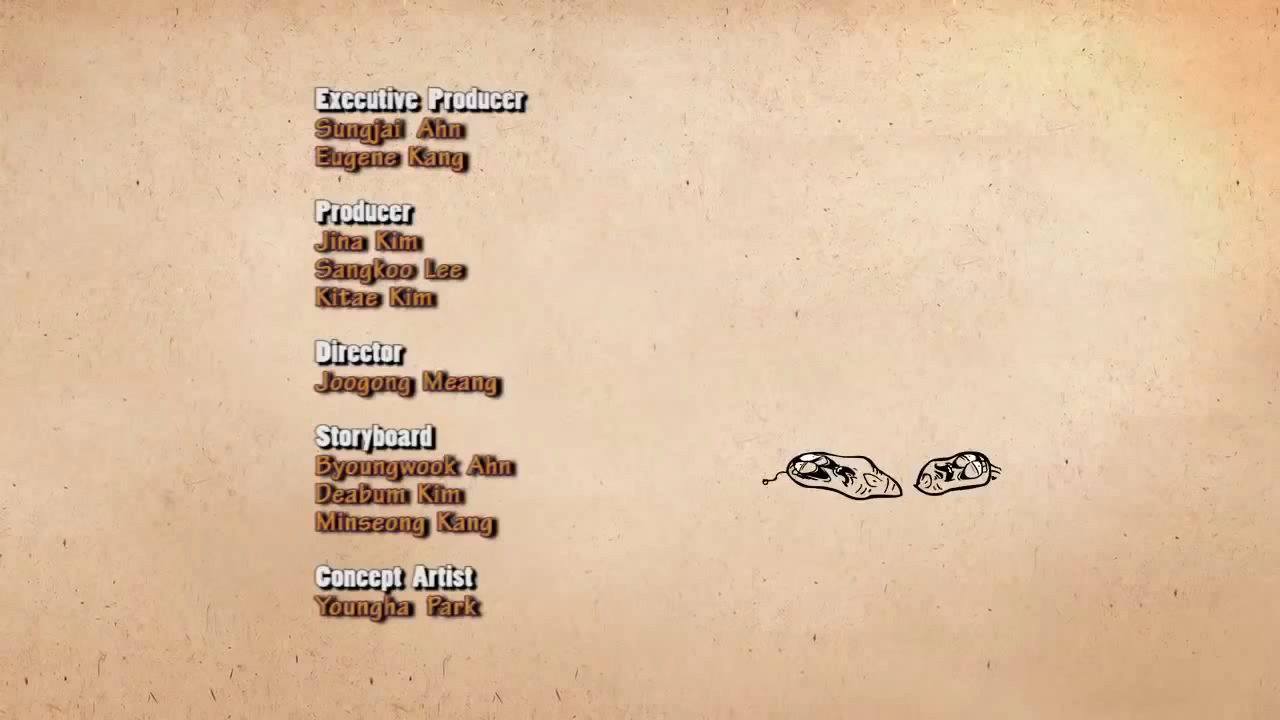 Executive Producer
Sungjai Ahn
Eugene Kang
Producer
Jina Kim
Sangkoo Lee
Kitae Kim
Director
Joogong Meang
Storyboard
Byoungwook Ahn
Deabum Kim
Minseong Kang
Concept Artist
Youngha Park